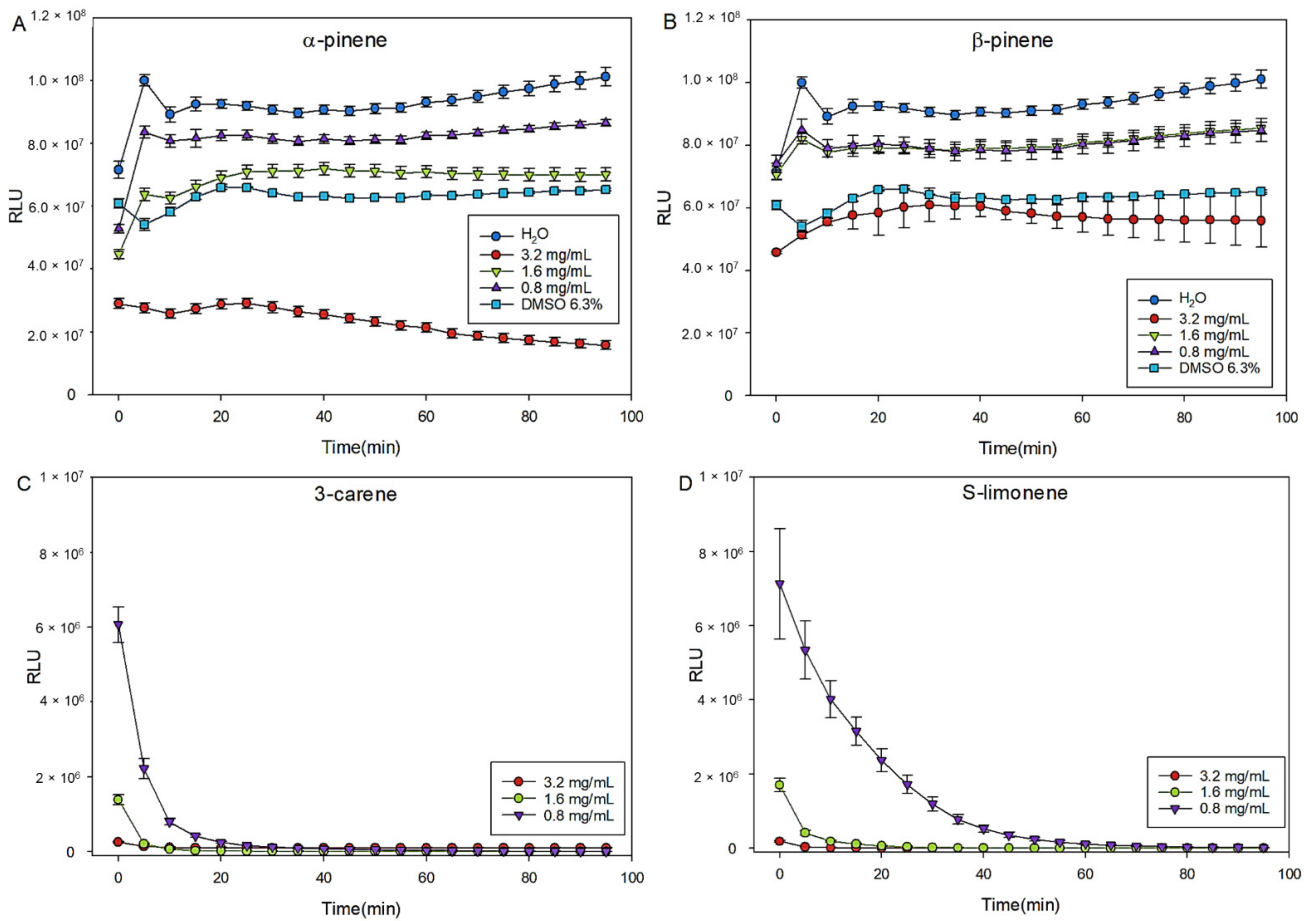 A
α-pinene
1.2 × 10⁸
1.0 × 10⁸
8.0 × 10⁷
6.0 × 10⁷
4.0 × 10⁷
2.0 × 10⁷
0
RLU
H₂O
3.2 mg/mL
1.6 mg/mL
0.8 mg/mL
DMSO 6.3%
0 20 40 60 80 100
Time(min)
B
β-pinene
1.2 × 10⁸
1.0 × 10⁸
8.0 × 10⁷
6.0 × 10⁷
4.0 × 10⁷
2.0 × 10⁷
0
RLU
H₂O
3.2 mg/mL
1.6 mg/mL
0.8 mg/mL
DMSO 6.3%
0 20 40 60 80 100
Time(min)
C
3-carene
1 × 10⁷
8 × 10⁶
6 × 10⁶
4 × 10⁶
2 × 10⁶
0
RLU
3.2 mg/mL
1.6 mg/mL
0.8 mg/mL
0 20 40 60 80 100
Time(min)
D
S-limonene
1 × 10⁷
8 × 10⁶
6 × 10⁶
4 × 10⁶
2 × 10⁶
0
RLU
3.2 mg/mL
1.6 mg/mL
0.8 mg/mL
0 20 40 60 80 100
Time(min)